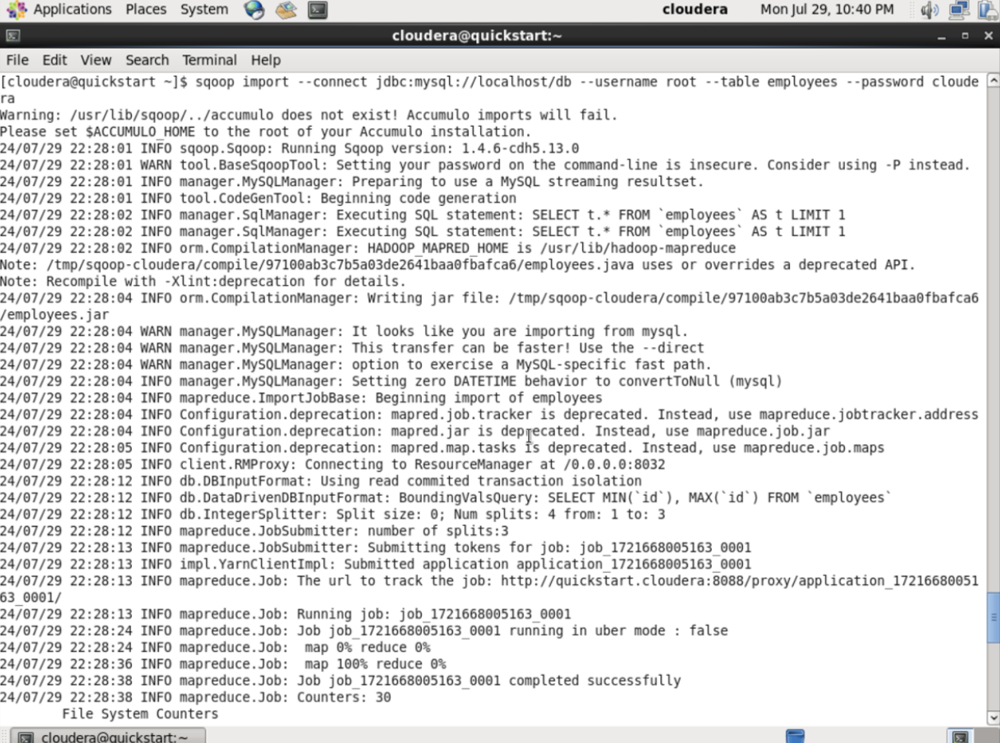 Applications Places System cloudera Mon Jul 29, 10:40 PM
cloudera@quickstart:~
File Edit View Search Terminal Help
[cloudera@quickstart ~]$ sqoop import --connect jdbc:mysql://localhost/db --username root --table employees --password cloude
ra
Warning: /usr/lib/sqoop/../accumulo does not exist! Accumulo imports will fail.
Please set $ACCUMULO_HOME to the root of your Accumulo installation.
24/07/29 22:28:01 INFO sqoop.Sqoop: Running Sqoop version: 1.4.6-cdh5.13.0
24/07/29 22:28:01 WARN tool.BaseSqoopTool: Setting your password on the command-line is insecure. Consider using -P instead.
24/07/29 22:28:01 INFO manager.MySQLManager: Preparing to use a MySQL streaming resultset.
24/07/29 22:28:01 INFO tool.CodeGenTool: Beginning code generation
24/07/29 22:28:02 INFO manager.SqlManager: Executing SQL statement: SELECT t.* FROM `employees` AS t LIMIT 1
24/07/29 22:28:02 INFO manager.SqlManager: Executing SQL statement: SELECT t.* FROM `employees` AS t LIMIT 1
24/07/29 22:28:02 INFO orm.CompilationManager: HADOOP_MAPRED_HOME is /usr/lib/hadoop-mapreduce
Note: /tmp/sqoop-cloudera/compile/97100ab3c7b5a03de2641baa0fbafca6/employees.java uses or overrides a deprecated API.
Note: Recompile with -Xlint:deprecation for details.
24/07/29 22:28:04 INFO orm.CompilationManager: Writing jar file: /tmp/sqoop-cloudera/compile/97100ab3c7b5a03de2641baa0fbafca6
/employees.jar
24/07/29 22:28:04 WARN manager.MySQLManager: It looks like you are importing from mysql.
24/07/29 22:28:04 WARN manager.MySQLManager: This transfer can be faster! Use the --direct
24/07/29 22:28:04 WARN manager.MySQLManager: option to exercise a MySQL-specific fast path.
24/07/29 22:28:04 INFO manager.MySQLManager: Setting zero DATETIME behavior to convertToNull (mysql)
24/07/29 22:28:04 INFO mapreduce.ImportJobBase: Beginning import of employees
24/07/29 22:28:04 INFO Configuration.deprecation: mapred.job.tracker is deprecated. Instead, use mapreduce.jobtracker.address
24/07/29 22:28:04 INFO Configuration.deprecation: mapred.jar is deprecated. Instead, use mapreduce.job.jar
24/07/29 22:28:05 INFO Configuration.deprecation: mapred.map.tasks is deprecated. Instead, use mapreduce.job.maps
24/07/29 22:28:05 INFO client.RMProxy: Connecting to ResourceManager at /0.0.0.0:8032
24/07/29 22:28:12 INFO db.DBInputFormat: Using read commited transaction isolation
24/07/29 22:28:12 INFO db.DataDrivenDBInputFormat: BoundingValsQuery: SELECT MIN(`id`), MAX(`id`) FROM `employees`
24/07/29 22:28:12 INFO db.IntegerSplitter: Split size: 0; Num splits: 4 from: 1 to: 3
24/07/29 22:28:12 INFO mapreduce.JobSubmitter: number of splits:3
24/07/29 22:28:13 INFO mapreduce.JobSubmitter: Submitting tokens for job: job_1721668005163_0001
24/07/29 22:28:13 INFO impl.YarnClientImpl: Submitted application application_1721668005163_0001
24/07/29 22:28:13 INFO mapreduce.Job: The url to track the job: http://quickstart.cloudera:8088/proxy/application_17216680051
63_0001/
24/07/29 22:28:13 INFO mapreduce.Job: Running job: job_1721668005163_0001
24/07/29 22:28:24 INFO mapreduce.Job: Job job_1721668005163_0001 running in uber mode : false
24/07/29 22:28:24 INFO mapreduce.Job:  map 0% reduce 0%
24/07/29 22:28:36 INFO mapreduce.Job:  map 100% reduce 0%
24/07/29 22:28:38 INFO mapreduce.Job: Job job_1721668005163_0001 completed successfully
24/07/29 22:28:38 INFO mapreduce.Job: Counters: 30
File System Counters
cloudera@quickstart:~